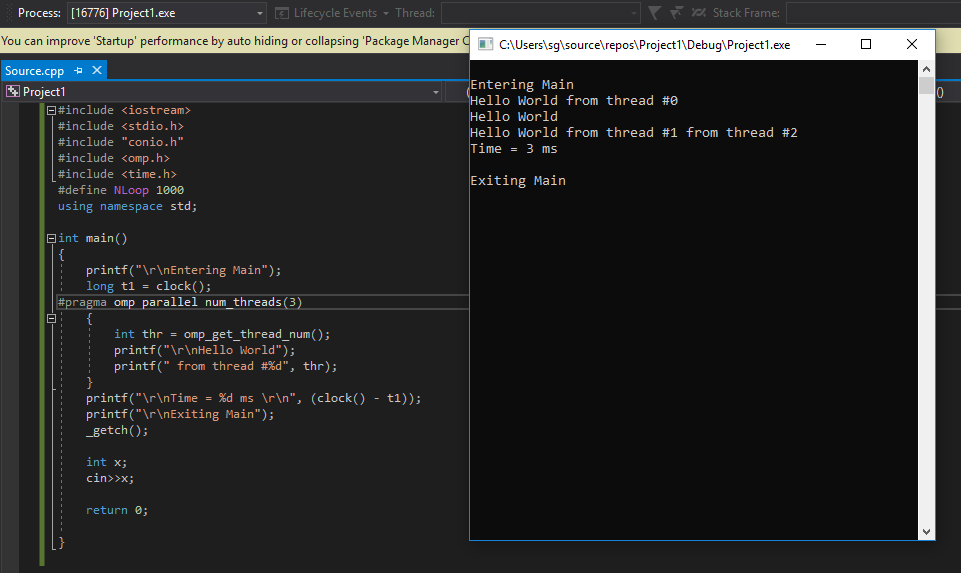 Process: [16776] Project1.exe Lifecycle Events Thread: Stack Frame:
You can improve 'Startup' performance by auto hiding or collapsing 'Package Manager C
Source.cpp
Project1
()
#include <iostream>
#include <stdio.h>
#include "conio.h"
#include <omp.h>
#include <time.h>
#define NLoop 1000
using namespace std;
int main()
{
printf("\r\nEntering Main");
long t1 = clock();
#pragma omp parallel num_threads(3)
{
int thr = omp_get_thread_num();
printf("\r\nHello World");
printf(" from thread #%d", thr);
}
printf("\r\nTime = %d ms \r\n", (clock() - t1));
printf("\r\nExiting Main");
_getch();
int x;
cin>>x;
return 0;
}
C:\Users\sg\source\repos\Project1\Debug\Project1.exe
Entering Main
Hello World from thread #0
Hello World
Hello World from thread #1 from thread #2
Time = 3 ms
Exiting Main